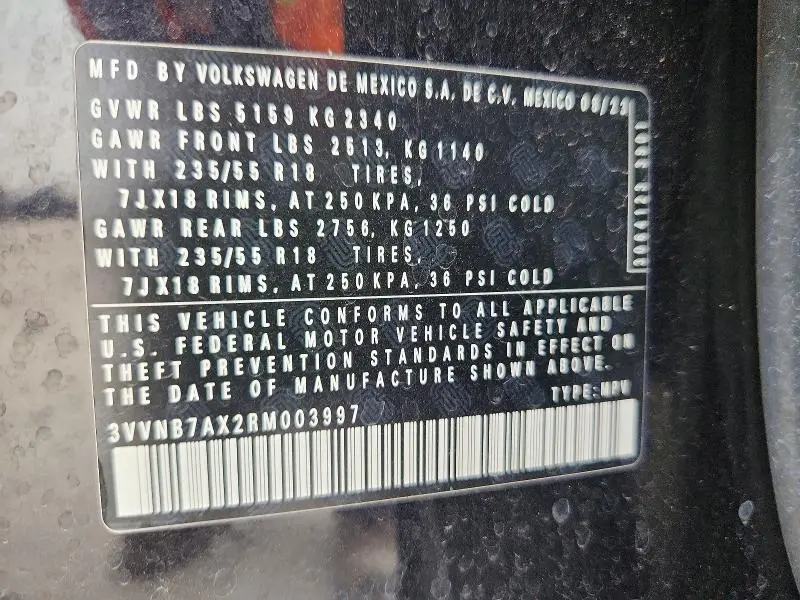 MFD BY VOLKSWAGEN DE MEXICO S.A. DE C.V. MEXICO
GVWR LBS 5159 KG 2340
GAWR FRONT LBS 2513, KG 1140
WITH 235/55 R18 TIRES,
7JX18 RIMS, AT 250 KPA, 36 PSI COLD
GAWR REAR LBS 2756, KG 1250
WITH 235/55 R18 TIRES,
7JX18 RIMS, AT 250 KPA, 36 PSI COLD
THIS VEHICLE CONFORMS TO ALL APPLICABLE
U.S. FEDERAL MOTOR VEHICLE SAFETY AND
THEFT PREVENTION STANDARDS IN EFFECT ON
THE DATE OF MANUFACTURE SHOWN ABOVE.
TYPE: MPV
3VVNB7AX2RM003997